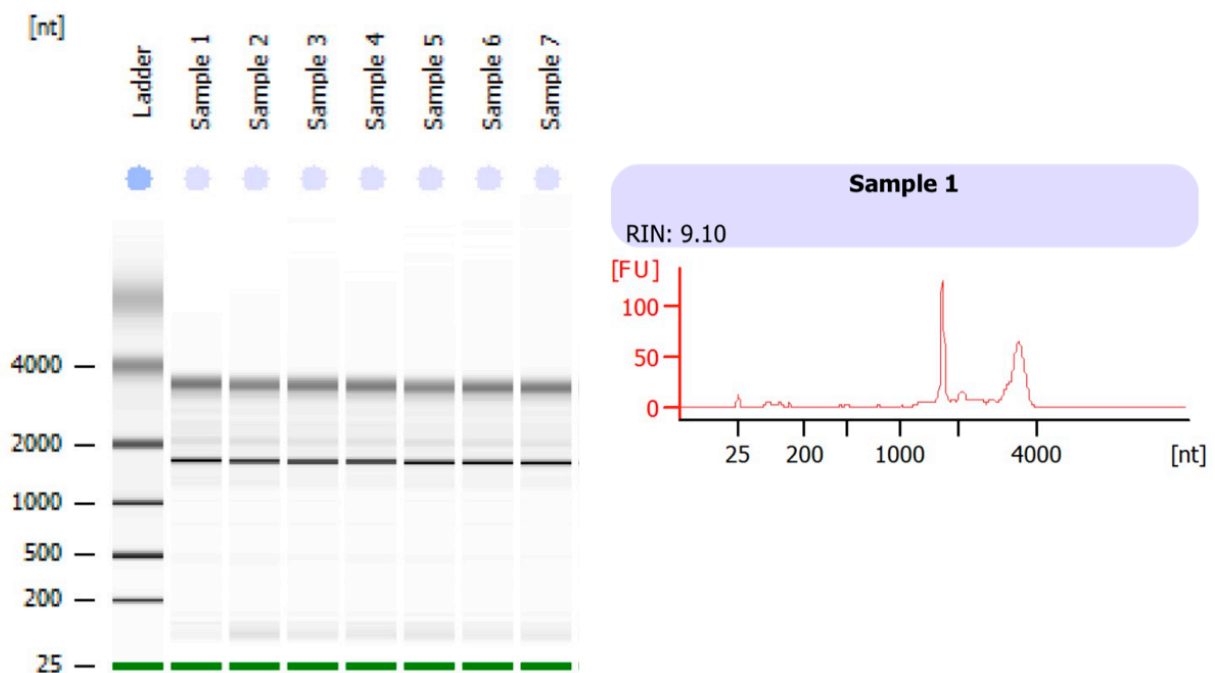 [nt]
Ladder
Sample 1
Sample 2
Sample 3
Sample 4
Sample 5
Sample 6
Sample 7
4000
2000
1000
500
200
25
Sample 1
RIN: 9.10
[FU]
100
50
0
25 200 1000 4000 [nt]